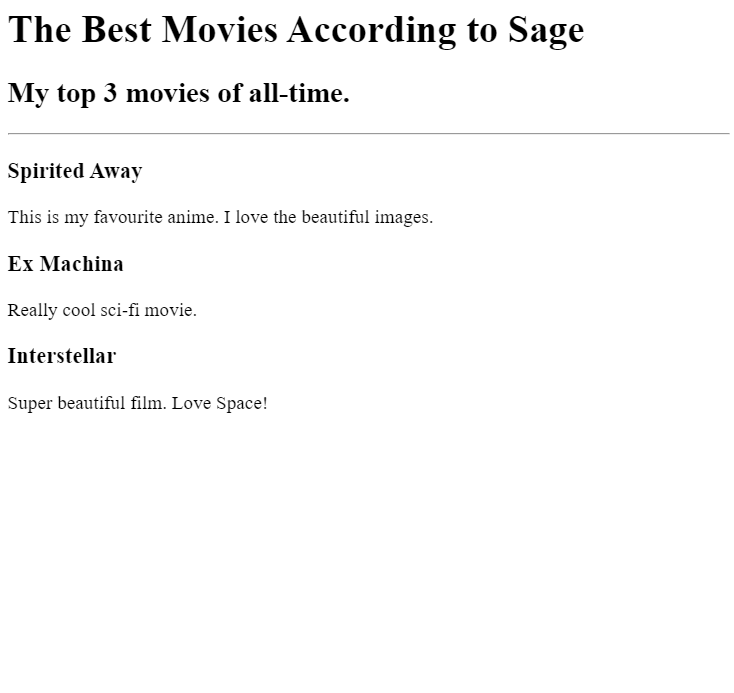 The Best Movies According to Sage
My top 3 movies of all-time.
Spirited Away
This is my favourite anime. I love the beautiful images.
Ex Machina
Really cool sci-fi movie.
Interstellar
Super beautiful film. Love Space!